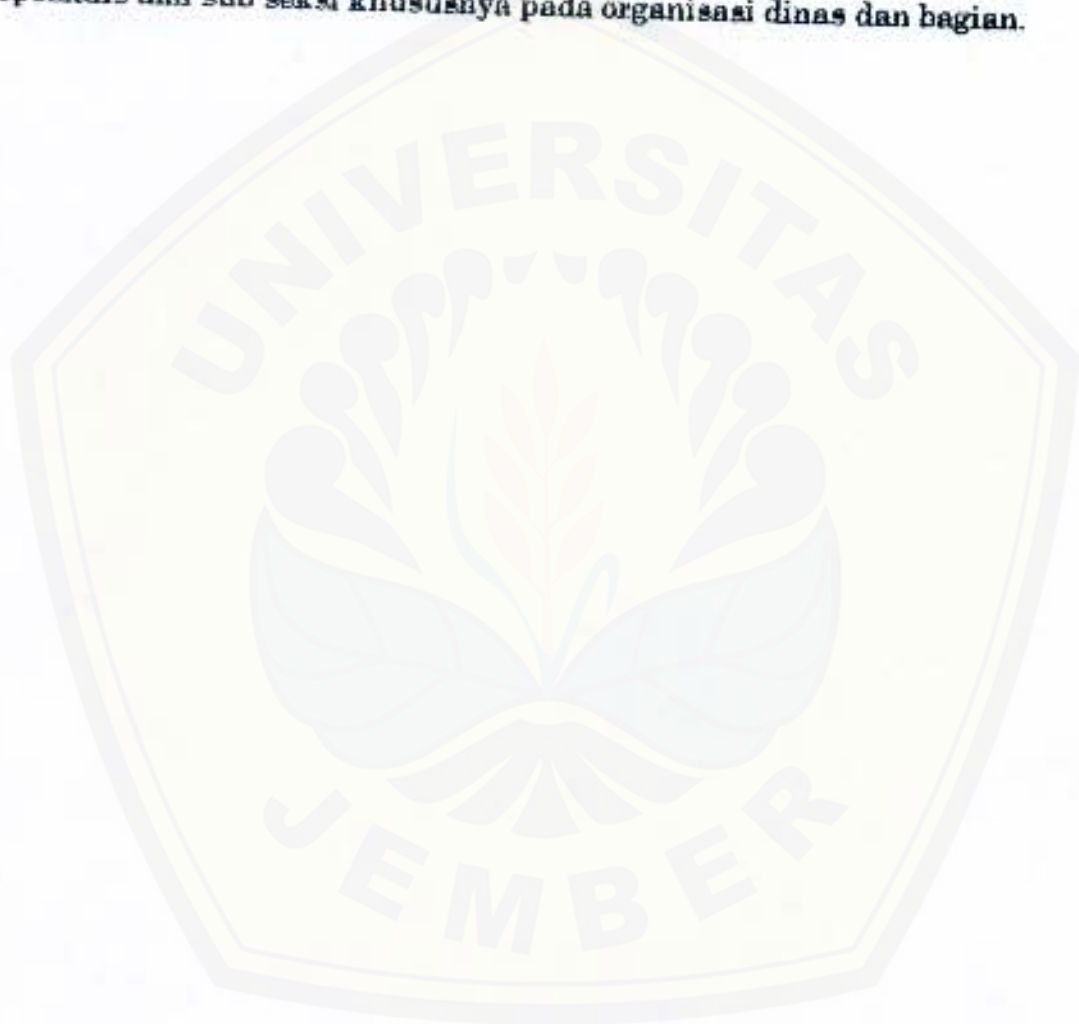 sub seksi khususnya pada organisasi dinas dan bagian.
UNIVERSITAS
JEMBER